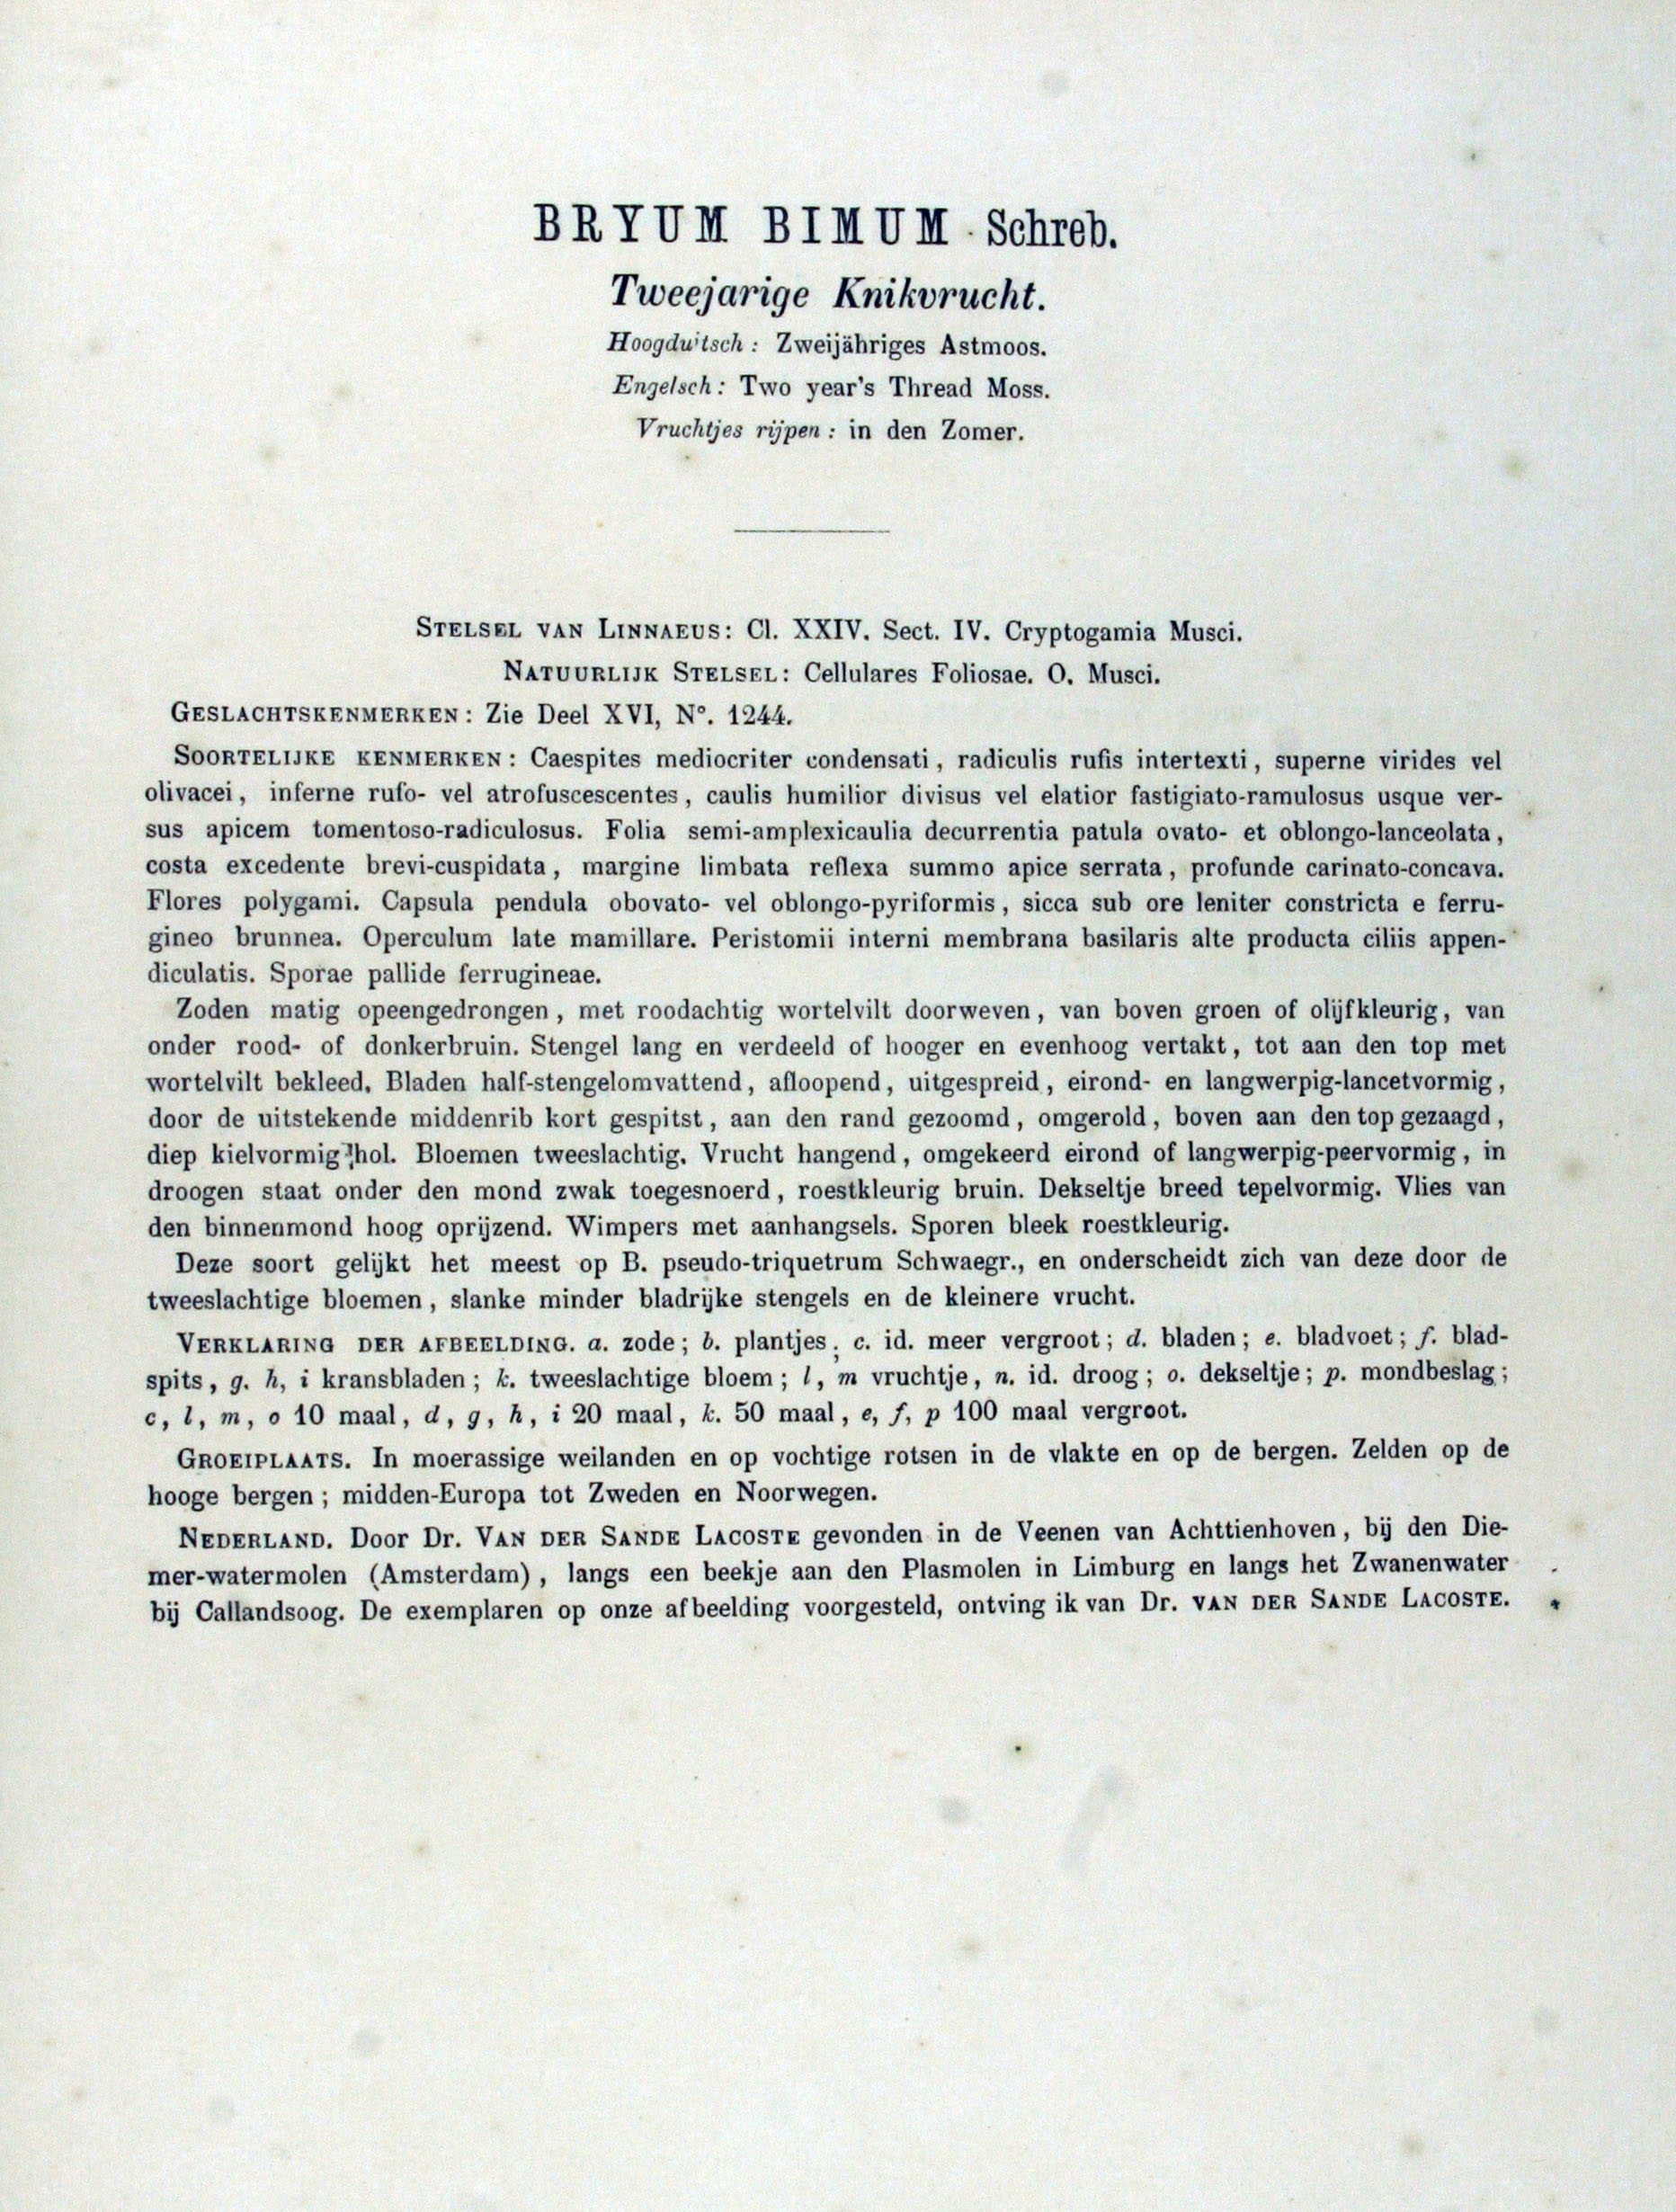 BRYUM BIMUM Schreb.
Tweejarige Knikvrucht.
Hoogduitsch: Zweijähriges Astmoos.
Engelsch: Two year's Thread Moss.
Vruchtjes rijpen: in den Zomer.
STELSEL VAN LINNAEUS: Cl. XXIV. Sect. IV. Cryptogamia Musci.
NATUURLIJK STELSEL: Cellulares Foliosae. O. Musci.
GESLACHTSKENMERKEN: Zie Deel XVI, N°. 1244.
SOORTELIJKE KENMERKEN: Caespites mediocriter condensati, radiculis rufis intertexti, superne virides vel
olivacei, inferne rufo- vel atrofuscescentes, caulis humilior divisus vel elatior fastigiato-ramulosus usque ver-
sus apicem tomentoso-radiculosus. Folia semi-amplexicaulia decurrentia patula ovato- et oblongo-lanceolata,
costa excedente brevi-cuspidata, margine limbata reflexa summo apice serrata, profunde carinato-concava.
Flores polygami. Capsula pendula obovato- vel oblongo-pyriformis, sicca sub ore leniter constricta e ferru-
gineo brunnea. Operculum late mamillare. Peristomii interni membrana basilaris alte producta ciliis appen-
diculatis. Sporae pallide ferrugineae.
Zoden matig opeengedrongen, met roodachtig wortelvilt doorweven, van boven groen of olijfkleurig, van
onder rood- of donkerbruin. Stengel lang en verdeeld of hooger en evenhoog vertakt, tot aan den top met
wortelvilt bekleed. Bladen half-stengelomvattend, afloopend, uitgespreid, eirond- en langwerpig-lancetvormig,
door de uitstekende middenrib kort gespitst, aan den rand gezoomd, omgerold, boven aan den top gezaagd,
diep kielvormig hol. Bloemen tweeslachtig. Vrucht hangend, omgekeerd eirond of langwerpig-peervormig, in
droogen staat onder den mond zwak toegesnoerd, roestkleurig bruin. Dekseltje breed tepelvormig. Vlies van
den binnenmond hoog oprijzend. Wimpers met aanhangsels. Sporen bleek roestkleurig.
Deze soort gelijkt het meest op B. pseudo-triquetrum Schwaegr., en onderscheidt zich van deze door de
tweeslachtige bloemen, slanke minder bladrijke stengels en de kleinere vrucht.
VERKLARING DER AFBEELDING. a. zode; b. plantjes. c. id. meer vergroot; d. bladen; e. bladvoet; f. blad-
spits, g. h, i kransbladen; k. tweeslachtige bloem; l, m vruchtje, n. id. droog; o. dekseltje; p. mondbeslag;
c, l, m, o 10 maal, d, g, h, i 20 maal, k. 50 maal, e, f, p 100 maal vergroot.
GROEIPLAATS. In moerassige weilanden en op vochtige rotsen in de vlakte en op de bergen. Zelden op de
hooge bergen; midden-Europa tot Zweden en Noorwegen.
NEDERLAND. Door Dr. VAN DER SANDE LACOSTE gevonden in de Veenen van Achttienhoven, bij den Die-
mer-watermolen (Amsterdam), langs een beekje aan den Plasmolen in Limburg en langs het Zwanenwater
bij Callandsoog. De exemplaren op onze afbeelding voorgesteld, ontving ik van Dr. VAN DER SANDE LACOSTE.